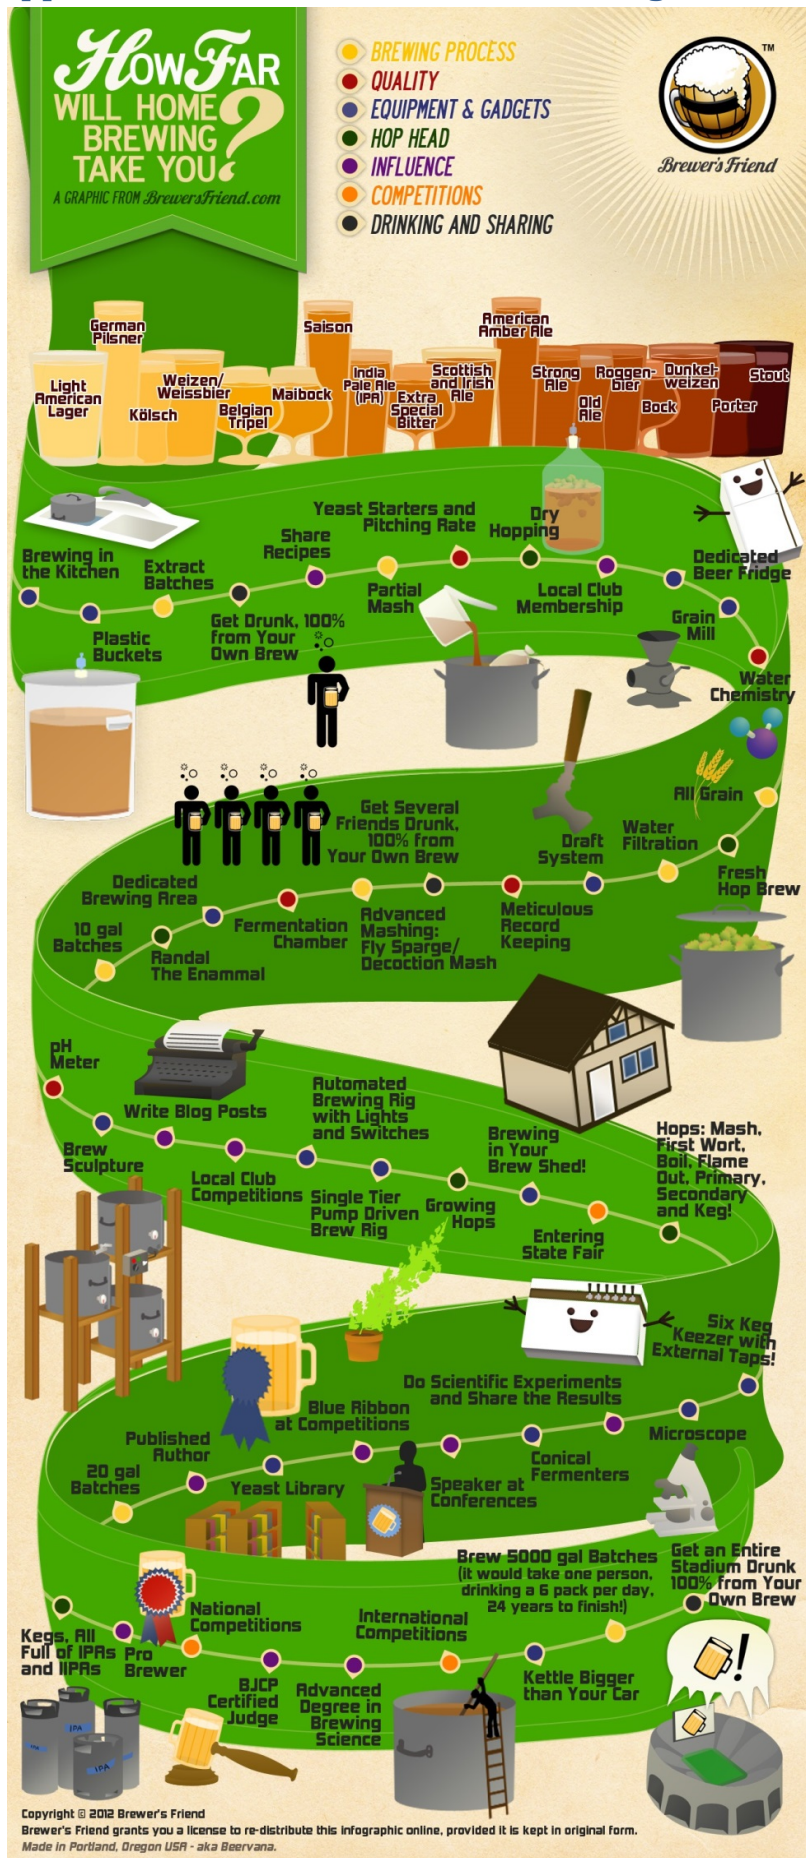 How Far
WILL HOME
BREWING
TAKE YOU?
A GRAPHIC FROM BrewersFriend.com
BREWING PROCESS
QUALITY
EQUIPMENT & GADGETS
HOP HEAD
INFLUENCE
COMPETITIONS
DRINKING AND SHARING
TM
Brewer's Friend
Light
American
Lager
German
Pilsner
Kölsch
Weizen/
Weissbier
Belgian
Tripel
Maibock
Saison
India
Pale Ale
(IPA)
Extra
Special
Bitter
Scottish
and Irish
Ale
American
Amber Ale
Strong
Ale
Old
Ale
Roggen-
bier
Bock
Dunkel-
weizen
Porter
Stout
Brewing in
the Kitchen
Plastic
Buckets
Extract
Batches
Get Drunk, 100%
from Your
Own Brew
Share
Recipes
Partial
Mash
Yeast Starters and
Pitching Rate
Dry
Hopping
Local Club
Membership
Dedicated
Beer Fridge
Grain
Mill
Water
Chemistry
All Grain
Fresh
Hop Brew
Water
Filtration
Draft
System
Meticulous
Record
Keeping
Get Several
Friends Drunk,
100% from
Your Own Brew
Advanced
Mashing:
Fly Sparge/
Decoction Mash
Fermentation
Chamber
Dedicated
Brewing Area
Randal
The Enammal
10 gal
Batches
pH
Meter
Brew
Sculpture
Write Blog Posts
Local Club
Competitions
Automated
Brewing Rig
with Lights
and Switches
Single Tier
Pump Driven
Brew Rig
Growing
Hops
Brewing
in Your
Brew Shed!
Entering
State Fair
Hops: Mash,
First Wort,
Boil, Flame
Out, Primary,
Secondary
and Keg!
Six Keg
Keezer with
External Taps!
Microscope
Do Scientific Experiments
and Share the Results
Conical
Fermenters
Speaker at
Conferences
Blue Ribbon
at Competitions
Yeast Library
Published
Author
20 gal
Batches
Kegs, All
Full of IPAs
and IIPAs
Pro
Brewer
National
Competitions
BJCP
Certified
Judge
Advanced
Degree in
Brewing
Science
International
Competitions
Kettle Bigger
than Your Car
Brew 5000 gal Batches
(it would take one person,
drinking a 6 pack per day,
24 years to finish!)
Get an Entire
Stadium Drunk
100% from Your
Own Brew
!
IPA
IPA
IPA
Copyright © 2012 Brewer's Friend
Brewer's Friend grants you a license to re-distribute this infographic online, provided it is kept in original form.
Made in Portland, Oregon USA - aka Beervana.